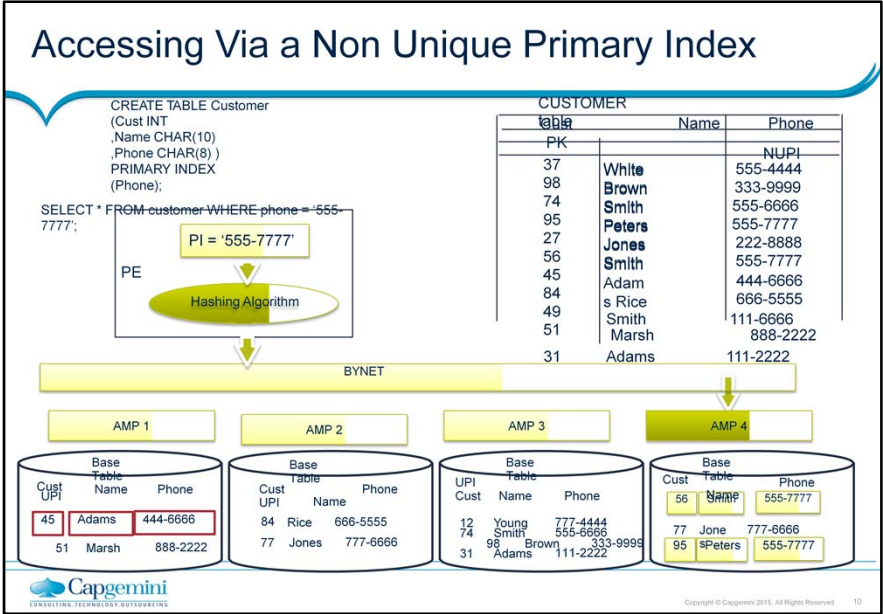 Accessing Via a Non Unique Primary Index
CREATE TABLE Customer
(Cust INT
,Name CHAR(10)
,Phone CHAR(8) )
PRIMARY INDEX
(Phone);
SELECT * FROM customer WHERE phone = ‘555-
7777’;
PI = ‘555-7777’
PE
Hashing Algorithm
CUSTOMER
table
Cust Name Phone
PK
NUPI
37 White 555-4444
98 Brown 333-9999
74 Smith 555-6666
95 Peters 555-7777
27 Jones 222-8888
56 Smith 555-7777
45 Adam 444-6666
84 s Rice 666-5555
49 Smith 111-6666
51 Marsh 888-2222
31 Adams 111-2222
BYNET
AMP 1
Base
Table
Cust Name Phone
UPI
45 Adams 444-6666
51 Marsh 888-2222
AMP 2
Base
Table
Cust Phone
UPI Name
84 Rice 666-5555
77 Jones 777-6666
AMP 3
Base
Table
UPI
Cust Name Phone
12 Young 777-4444
74 Smith 555-6666
98 Brown 333-9999
31 Adams 111-2222
AMP 4
Base
Table
Cust Phone
Name
56 Smith 555-7777
77 Jone 777-6666
95 sPeters 555-7777
Capgemini
CONSULTING.TECHNOLOGY.OUTSOURCING
Copyright © Capgemini 2015. All Rights Reserved 10